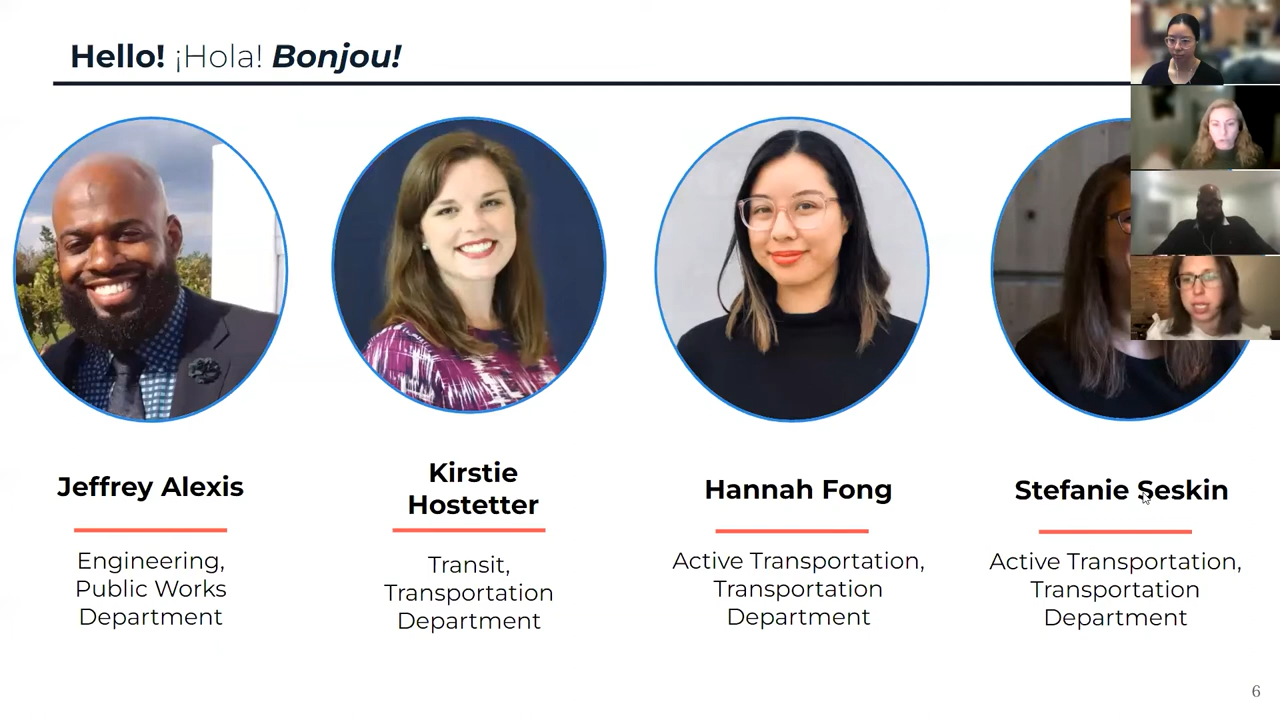 Hello! ¡Hola! Bonjou!
Jeffrey Alexis
Engineering,
Public Works
Department
Kirstie
Hostetter
Transit,
Transportation
Department
Hannah Fong
Active Transportation,
Transportation
Department
Stefanie Seskin
Active Transportation,
Transportation
Department
6